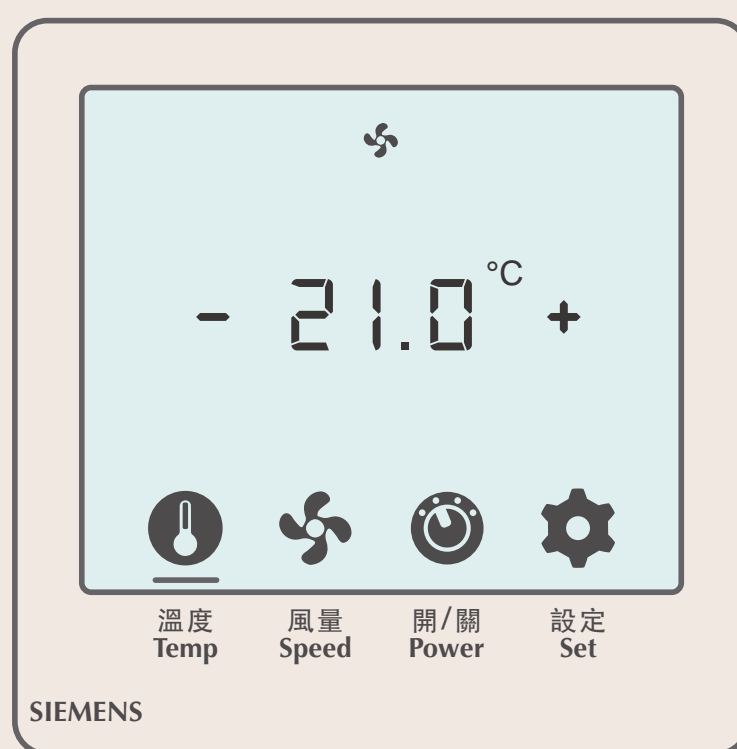 - 21.0 °C +
溫度 風量 開/關 設定
Temp Speed Power Set
SIEMENS